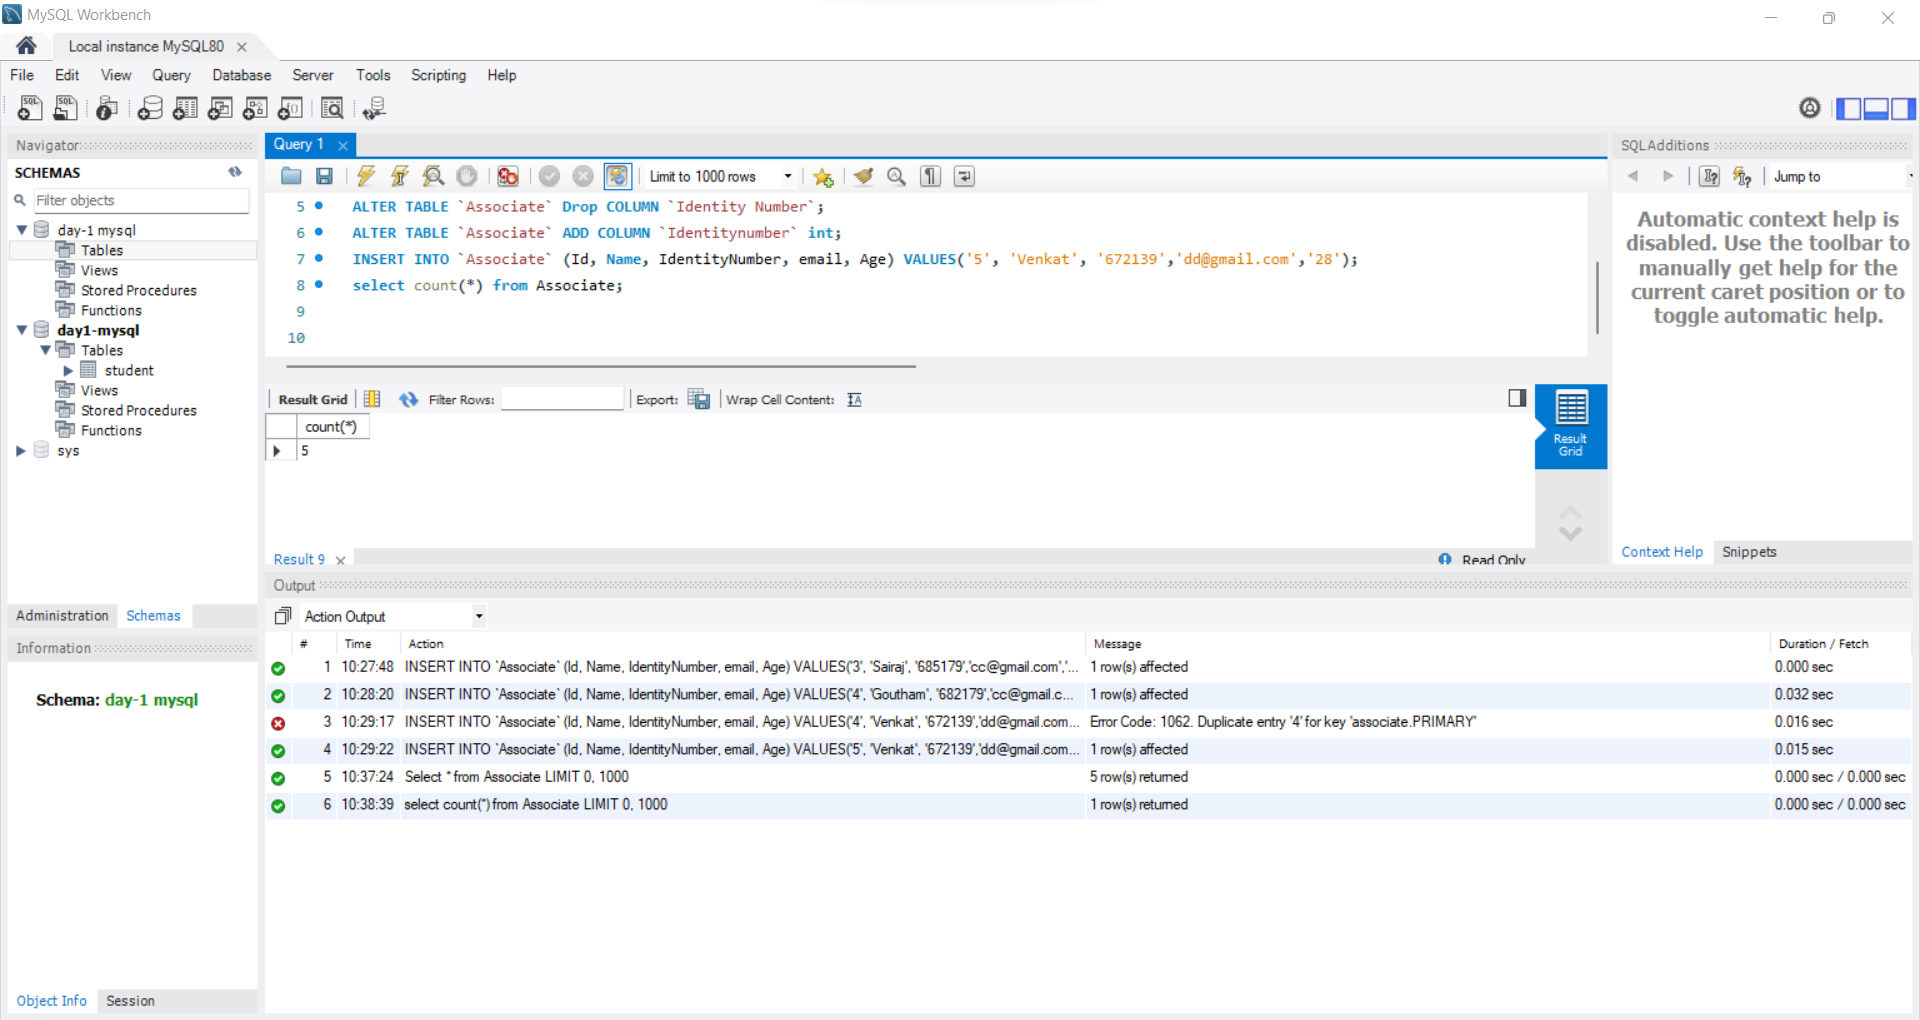 MySQL Workbench
Local instance MySQL80
File Edit View Query Database Server Tools Scripting Help
Navigator
SCHEMAS
Filter objects
day-1 mysql
Tables
Views
Stored Procedures
Functions
day1-mysql
Tables
student
Views
Stored Procedures
Functions
sys
Administration Schemas
Information
Schema: day-1 mysql
Object Info Session
Query 1
Limit to 1000 rows
5 ALTER TABLE `Associate` Drop COLUMN `Identity Number`;
6 ALTER TABLE `Associate` ADD COLUMN `Identitynumber` int;
7 INSERT INTO `Associate` (Id, Name, IdentityNumber, email, Age) VALUES('5', 'Venkat', '672139','dd@gmail.com','28');
8 select count(*) from Associate;
9
10
Result Grid Filter Rows: Export: Wrap Cell Content:
count(*)
5
Result
Grid
Result 9 Read Only
SQLAdditions
Jump to
Automatic context help is
disabled. Use the toolbar to
manually get help for the
current caret position or to
toggle automatic help.
Context Help Snippets
Output
Action Output
# Time Action Message Duration / Fetch
1 10:27:48 INSERT INTO `Associate` (Id, Name, IdentityNumber, email, Age) VALUES('3', 'Sairaj', '685179','cc@gmail.com','... 1 row(s) affected 0.000 sec
2 10:28:20 INSERT INTO `Associate` (Id, Name, IdentityNumber, email, Age) VALUES('4', 'Goutham', '682179','cc@gmail.c... 1 row(s) affected 0.032 sec
3 10:29:17 INSERT INTO `Associate` (Id, Name, IdentityNumber, email, Age) VALUES('4', 'Venkat', '672139','dd@gmail.com... Error Code: 1062. Duplicate entry '4' for key 'associate.PRIMARY' 0.016 sec
4 10:29:22 INSERT INTO `Associate` (Id, Name, IdentityNumber, email, Age) VALUES('5', 'Venkat', '672139','dd@gmail.com... 1 row(s) affected 0.015 sec
5 10:37:24 Select * from Associate LIMIT 0, 1000 5 row(s) returned 0.000 sec / 0.000 sec
6 10:38:39 select count(*) from Associate LIMIT 0, 1000 1 row(s) returned 0.000 sec / 0.000 sec